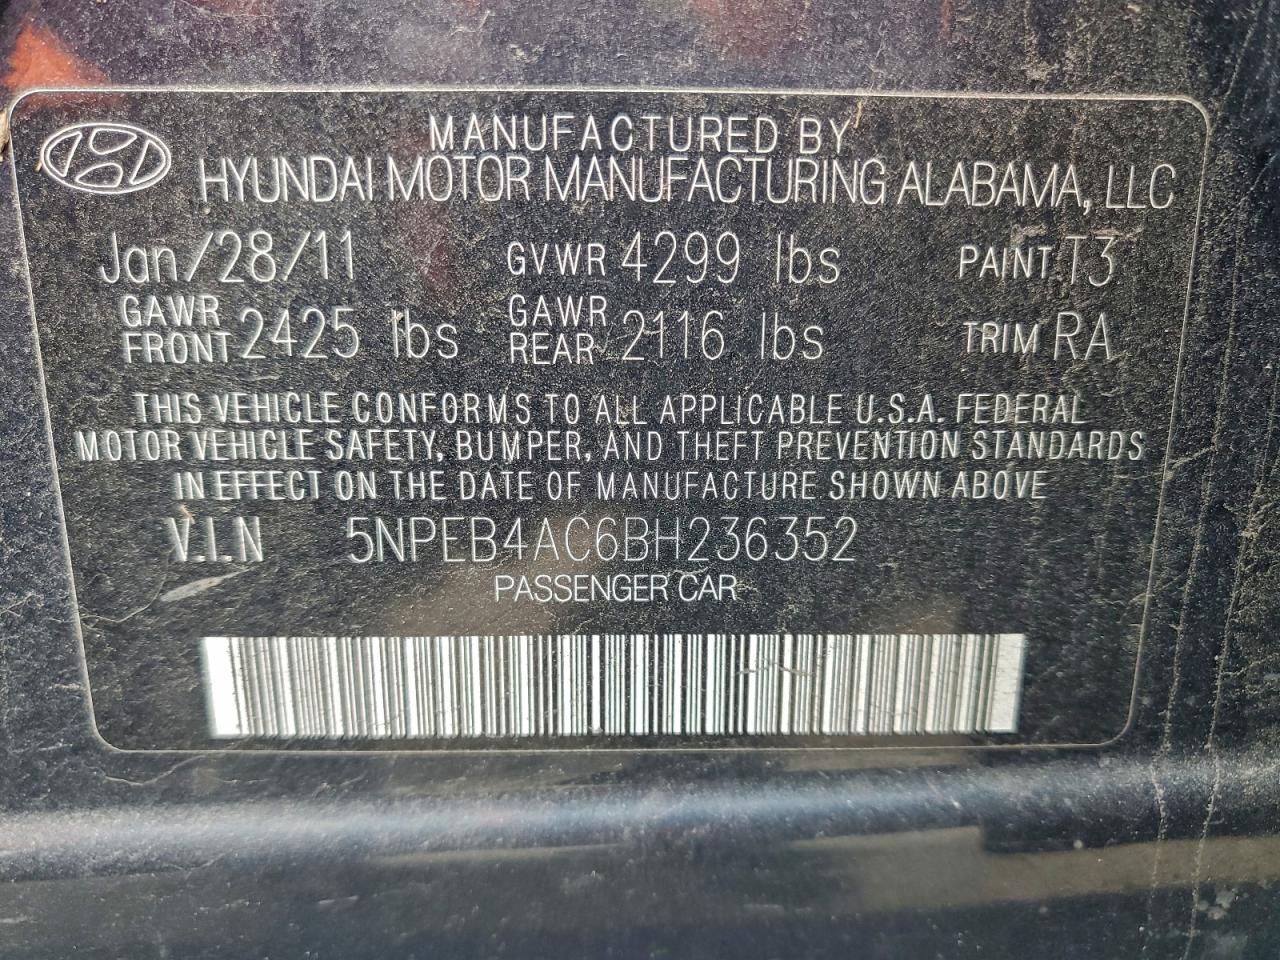 MANUFACTURED BY
HYUNDAI MOTOR MANUFACTURING ALABAMA, LLC
Jan/28/11 GVWR 4299 lbs PAINT T3
GAWR FRONT 2425 lbs GAWR REAR 2116 lbs TRIM RA
THIS VEHICLE CONFORMS TO ALL APPLICABLE U.S.A. FEDERAL
MOTOR VEHICLE SAFETY, BUMPER, AND THEFT PREVENTION STANDARDS
IN EFFECT ON THE DATE OF MANUFACTURE SHOWN ABOVE
V.I.N 5NPEB4AC6BH236352
PASSENGER CAR